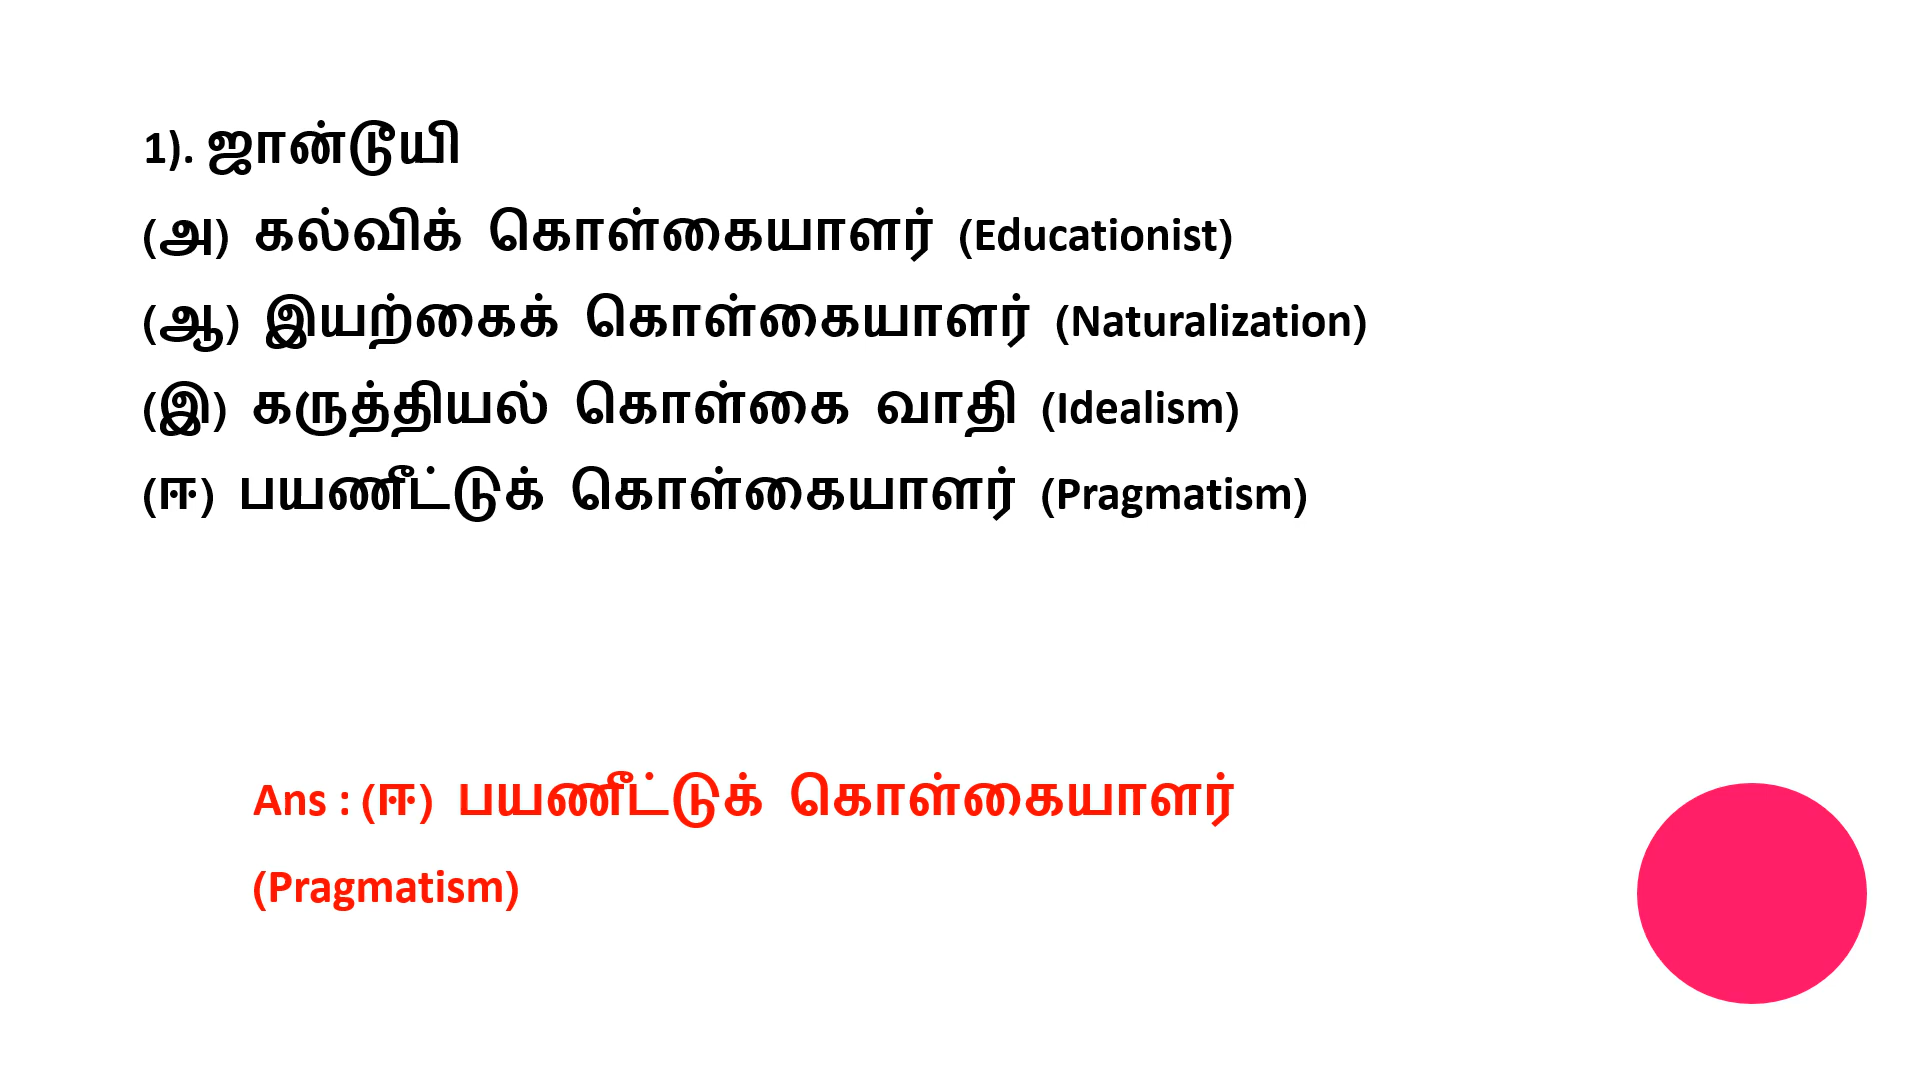 1). ஜான்டூயி
(அ) கல்விக் கொள்கையாளர் (Educationist)
(ஆ) இயற்கைக் கொள்கையாளர் (Naturalization)
(இ) கருத்தியல் கொள்கை வாதி (Idealism)
(ஈ) பயணீட்டுக் கொள்கையாளர் (Pragmatism)
Ans : (ஈ) பயணீட்டுக் கொள்கையாளர்
(Pragmatism)